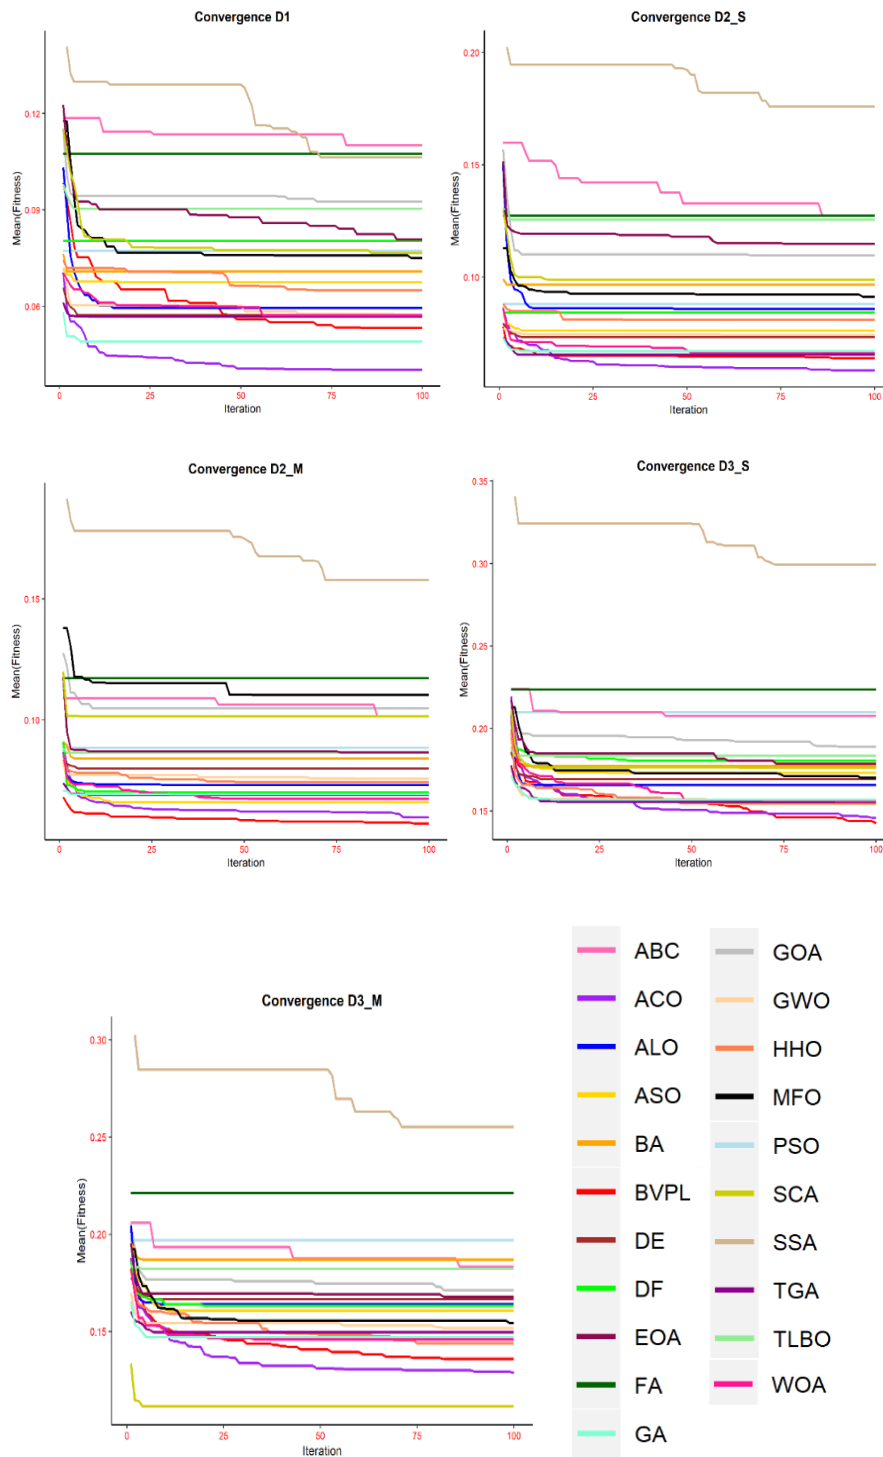 Convergence D1
Mean(Fitness)
0.12
0.09
0.06
0 25 50 75 100
Iteration
Convergence D2_S
Mean(Fitness)
0.20
0.15
0.10
0 25 50 75 100
Iteration
Convergence D2_M
Mean(Fitness)
0.15
0.10
0 25 50 75 100
Iteration
Convergence D3_S
Mean(Fitness)
0.35
0.30
0.25
0.20
0.15
0 25 50 75 100
Iteration
Convergence D3_M
Mean(Fitness)
0.30
0.25
0.20
0.15
0 25 50 75 100
Iteration
ABC
ACO
ALO
ASO
BA
BVPL
DE
DF
EOA
FA
GA
GOA
GWO
HHO
MFO
PSO
SCA
SSA
TGA
TLBO
WOA